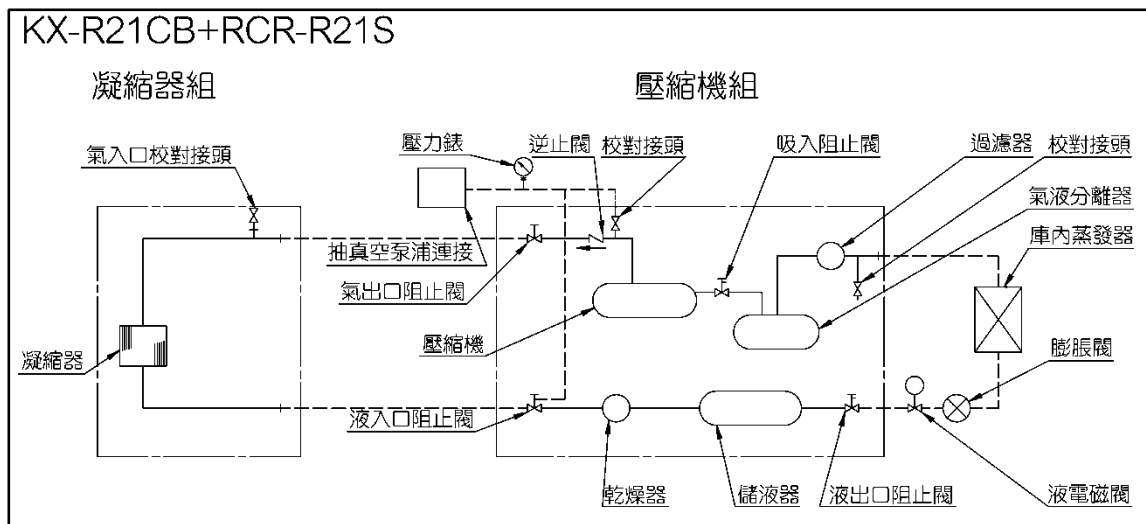 KX-R21CB+RCR-R21S
凝縮器組
壓縮機組
氣入口校對接頭
壓力錶
逆止閥
校對接頭
吸入阻止閥
過濾器
校對接頭
氣液分離器
庫內蒸發器
抽真空泵浦連接
氣出口阻止閥
壓縮機
凝縮器
膨脹閥
液入口阻止閥
乾燥器
儲液器
液出口阻止閥
液電磁閥